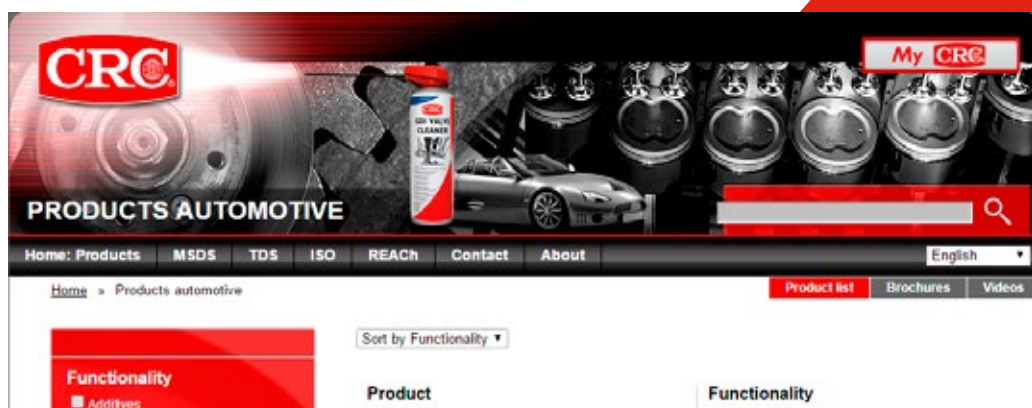 CRC
My CRC
CRC
GDI VALVE
CLEANER
PRODUCTS AUTOMOTIVE
Home: Products MSDS TDS ISO REACh Contact About English
Home » Products automotive Product list Brochures Videos
Sort by Functionality
Functionality
Additives
Product Functionality